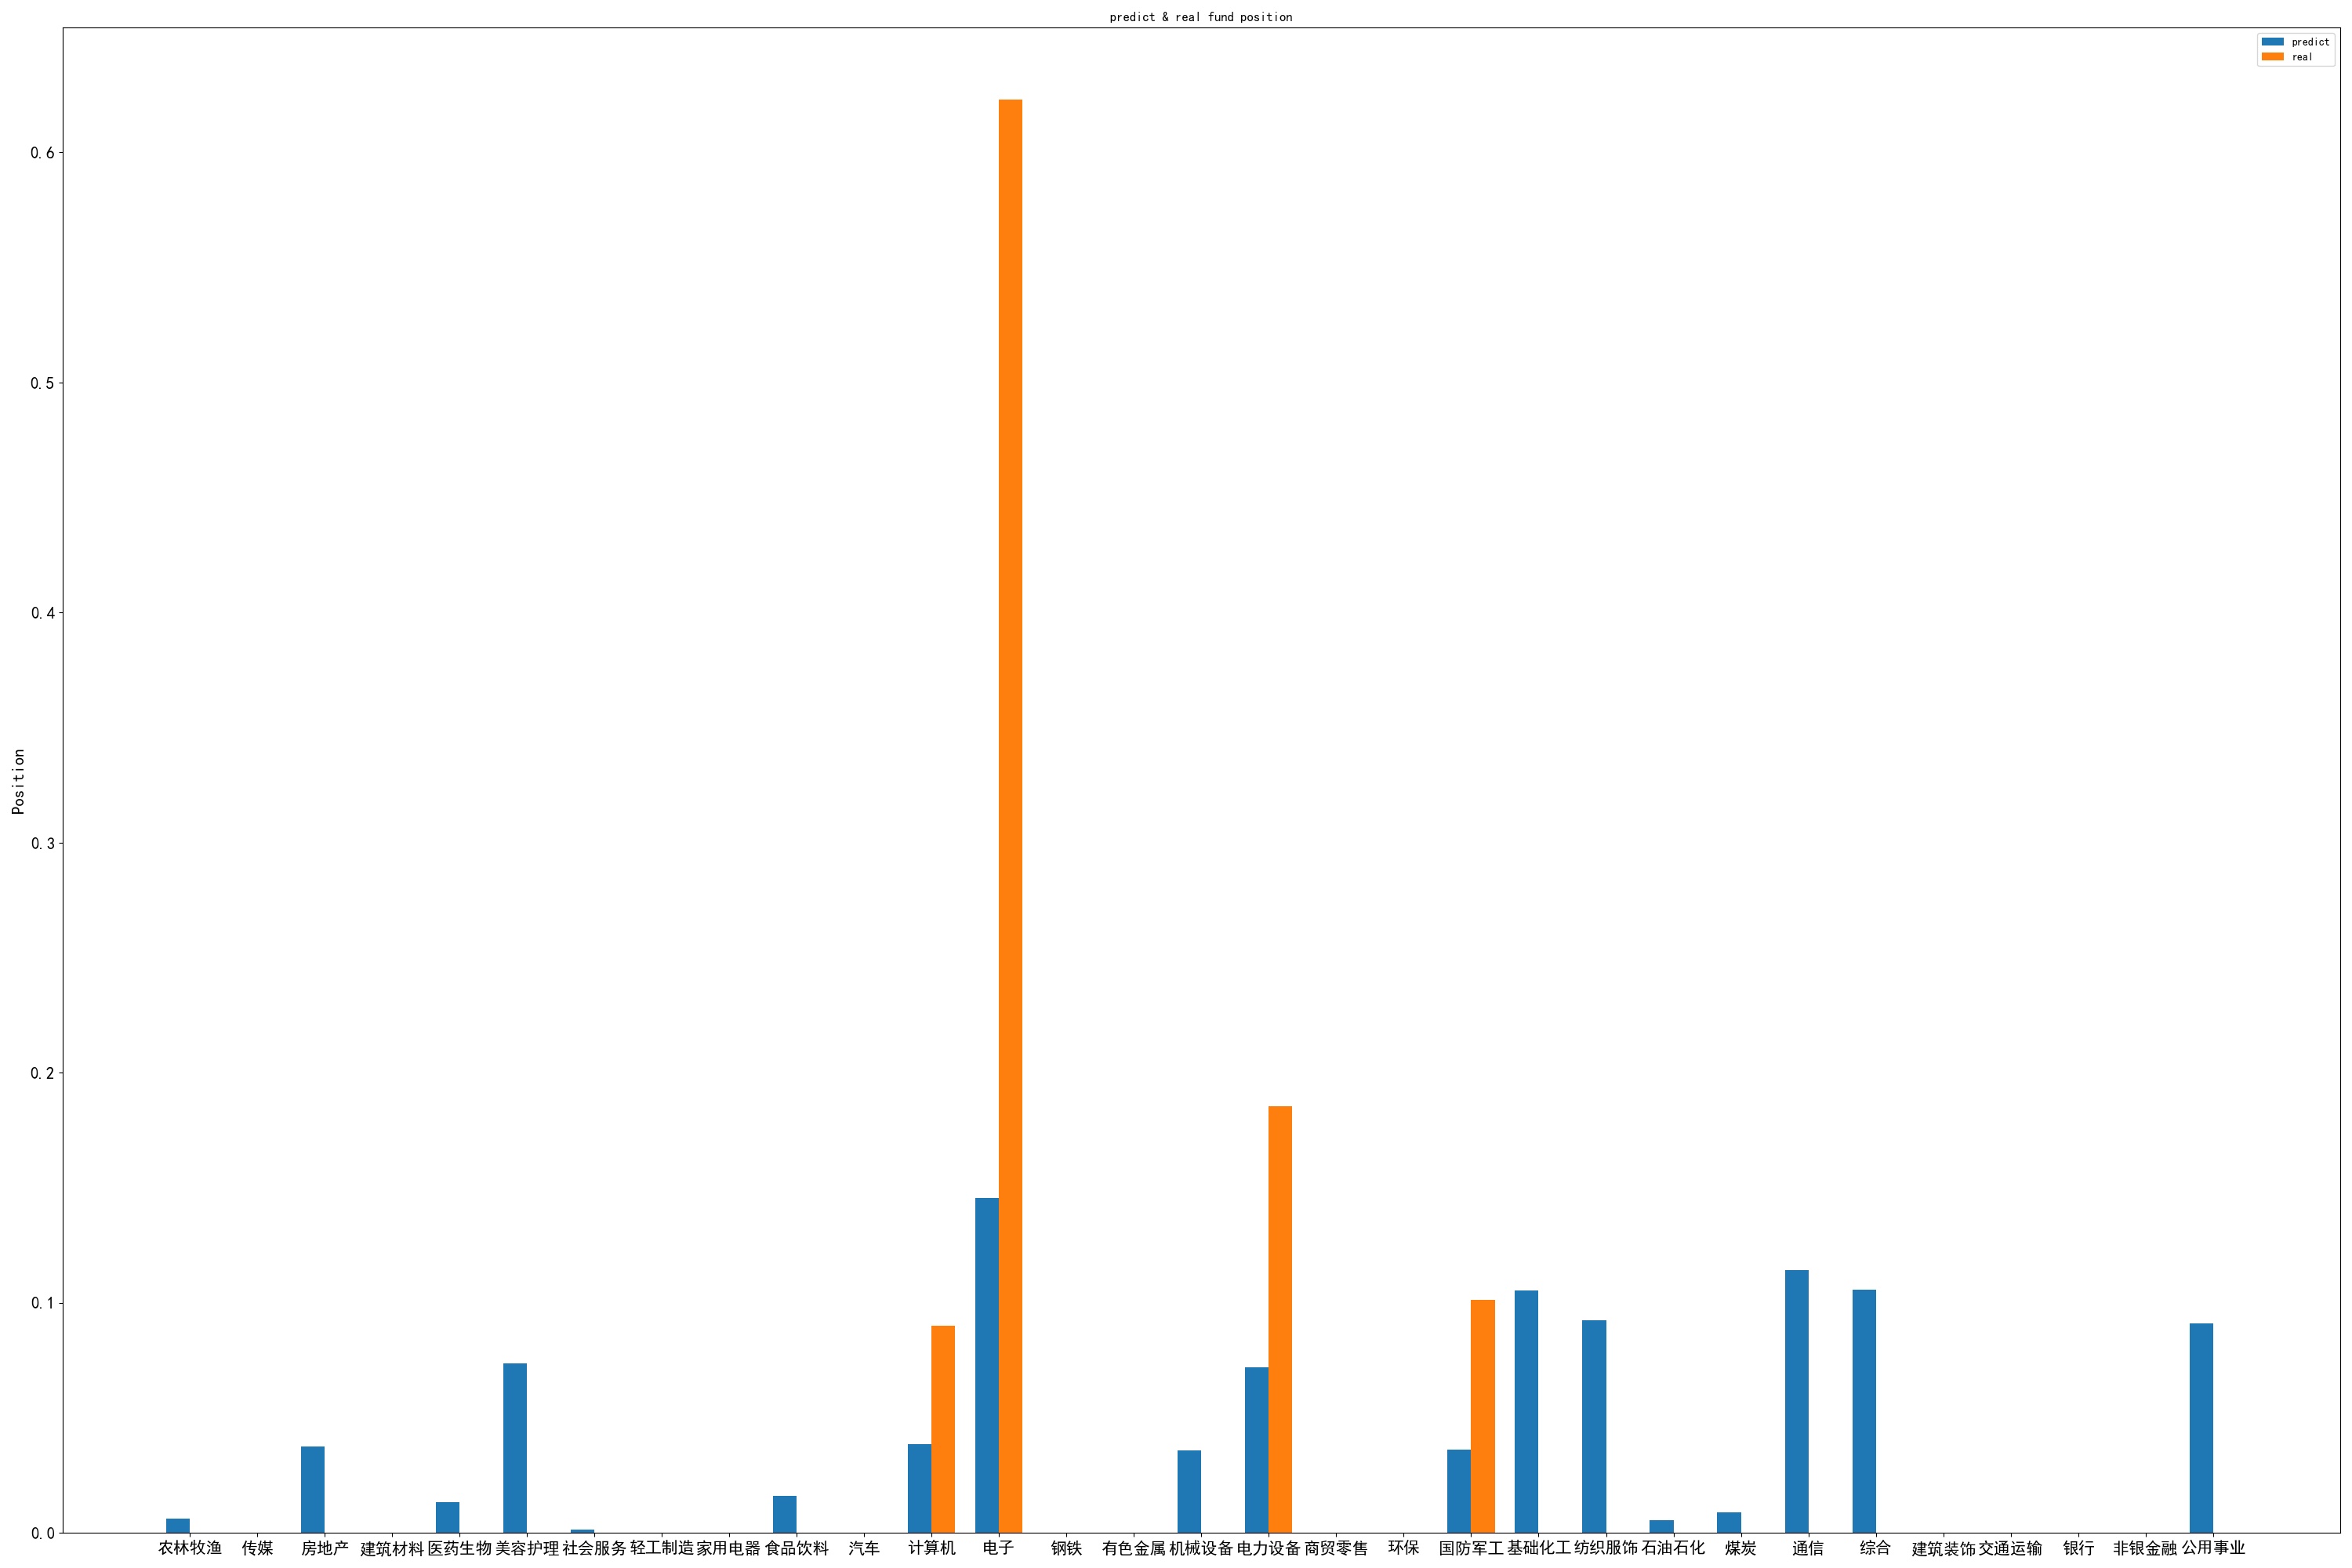 predict & real fund position
predict
real
0.6
0.5
0.4
0.3
0.2
0.1
0.0
Position
农林牧渔 传媒 房地产 建筑材料 医药生物 美容护理 社会服务 轻工制造 家用电器 食品饮料 汽车 计算机 电子 钢铁 有色金属 机械设备 电力设备 商贸零售 环保 国防军工 基础化工 纺织服饰 石油石化 煤炭 通信 综合 建筑装饰 交通运输 银行 非银金融 公用事业